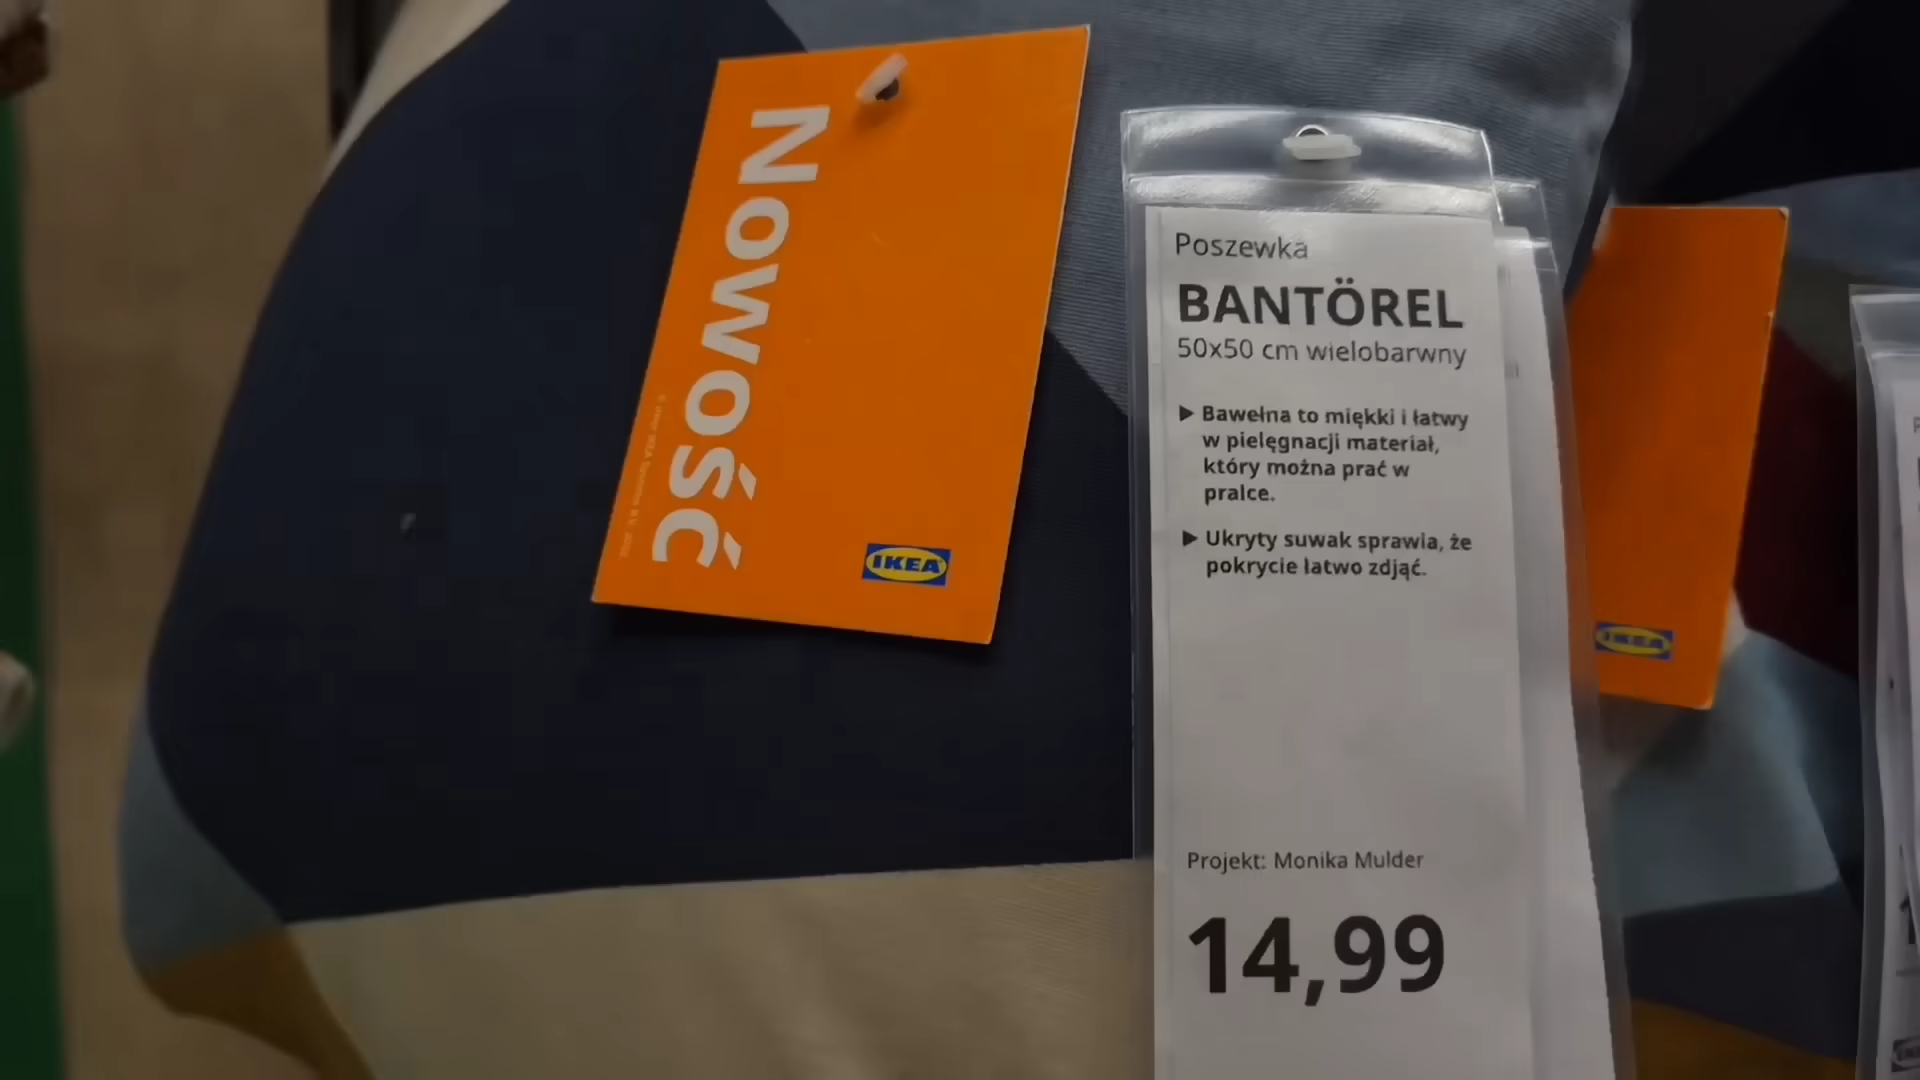 NOWOŚĆ
IKEA
Poszewka
BANTÖREL
50x50 cm wielobarwny
▶ Bawełna to miękki i łatwy
w pielęgnacji materiał,
który można prać w
pralce.
▶ Ukryty suwak sprawia, że
pokrycie łatwo zdjąć.
Projekt: Monika Mulder
14,99
IKEA